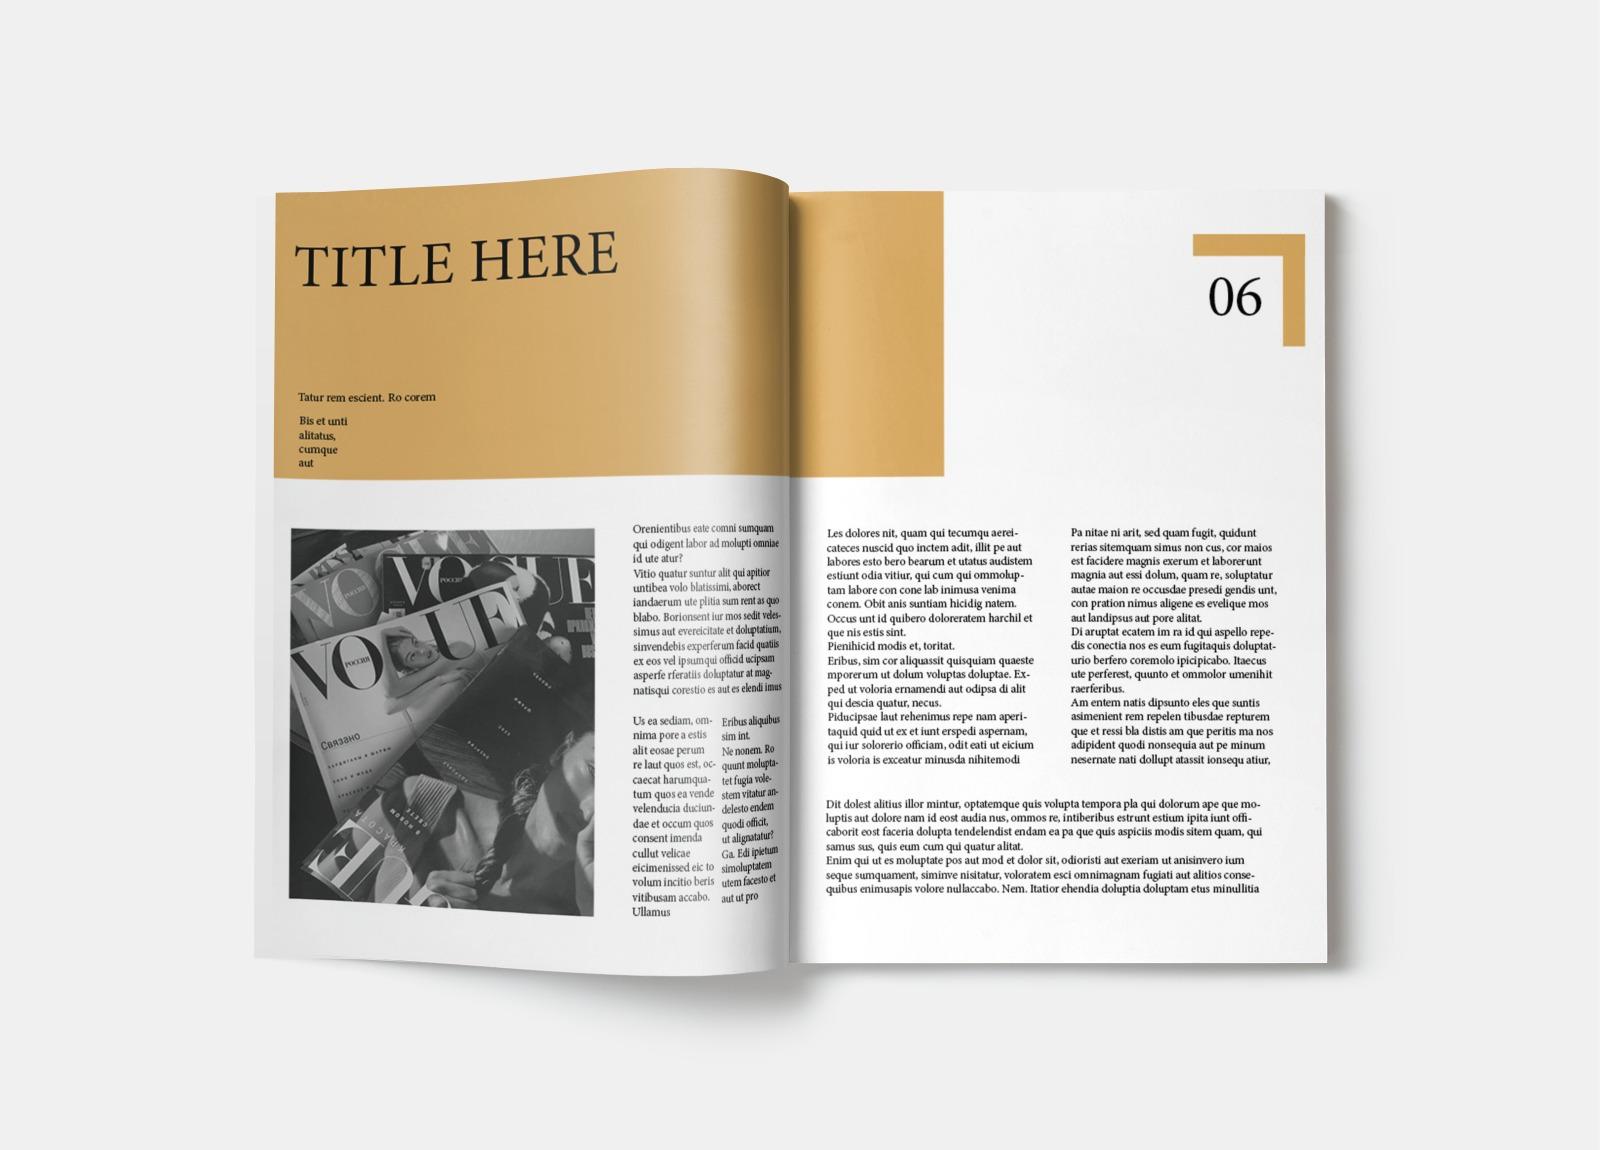 TITLE HERE
Tatur rem escient. Ro corem
Bis et unti
alitatus,
cumque
aut
VOGUE
РОССИЯ
VOGUE
РОССИЯ
Связано
Orenientibus eate comni sumquam
qui odigent labor ad molupti omniae
id ute atur?
Vitio quatur suntur alit qui apitior
untibea volo blatissimi, aborect
iandaerum ute plitia sum rent as quo
blabo. Borionsent iur mos sedit veles-
simus aut evereicitate et doluptatium,
sinvendebis experferum facid quatiis
ex eos vel ipsumqui officid ucipsam
asperfe rferatiis doluptatur at mag-
natisqui corestio es aut es elendi imus
Us ea sediam, om-
nima pore a estis
alit eosae perum
re laut quos est, oc-
caecat harumqua-
tum quos ea vende
velenducia duciun-
dae et occum quos
consent imenda
cullut velicae
eicimenissed eic to
volum incitio beris
vitibusam accabo.
Ullamus
Eribus aliquibus
sim int.
Ne nonem. Ro
quunt molupta-
tet fugia vole-
stem vitatur an-
delesto endem
quodi officit,
ut alignatatur?
Ga. Edi ipietum
simoluptatem
utem facesto et
aut ut pro
06
Les dolores nit, quam qui tecumqu aerei-
cateces nuscid quo inctem adit, illit pe aut
labores esto bero bearum et utatus audistem
estiunt odia vitiur, qui cum qui ommolup-
tam labore con cone lab inimusa venima
conem. Obit anis suntiam hicidig natem.
Occus unt id quibero doloreratem harchil et
que nis estis sint.
Pienihicid modis et, toritat.
Eribus, sim cor aliquassit quisquiam quaeste
mporerum ut dolum voluptas doluptae. Ex-
ped ut voloria ernamendi aut odipsa di alit
qui descia quatur, necus.
Piducipsae laut rehenimus repe nam aperi-
taquid quid ut ex et iunt erspedi aspernam,
qui iur solorerio officiam, odit eati ut eicium
is voloria is exceatur minusda nihitemodi
Pa nitae ni arit, sed quam fugit, quidunt
rerias sitemquam simus non cus, cor maios
est facidere magnis exerum et laborerunt
magnia aut essi dolum, quam re, soluptatur
autae maion re occusdae presedi gendis unt,
con pration nimus aligene es evelique mos
aut landipsus aut pore alitat.
Di aruptat ecatem im ra id qui aspello repe-
dis conectia nos es eum fugitaquis doluptat-
urio berfero coremolo ipicipicabo. Itaecus
ute perferest, quunto et ommolor umenihit
raerferibus.
Am entem natis dipsunto eles que suntis
asimenient rem repelen tibusdae repturem
que et ressi bla distis am que peritis ma nos
adipident quodi nonsequia aut pe minum
nesernate nati dollupt atassit ionsequ atiur,
Dit dolest alitius illor mintur, optatemque quis volupta tempora pla qui dolorum ape que mo-
luptis aut dolore nam id eost audia nus, ommos re, intiberibus estrunt estium ipita iunt offi-
caborit eost faceria dolupta tendelendist endam ea pa que quis aspiciis modis sitem quam, qui
samus sus, quis eum cum qui quatur alitat.
Enim qui ut es moluptate pos aut mod et dolor sit, odioristi aut exeriam ut anisinvero ium
seque sumquament, siminve nisitatur, voloratem esci omnimagnam fugiati aut alitios conse-
quibus enimusapis volore nullaccabo. Nem. Itatior ehendia doluptia doluptam etus minullitia